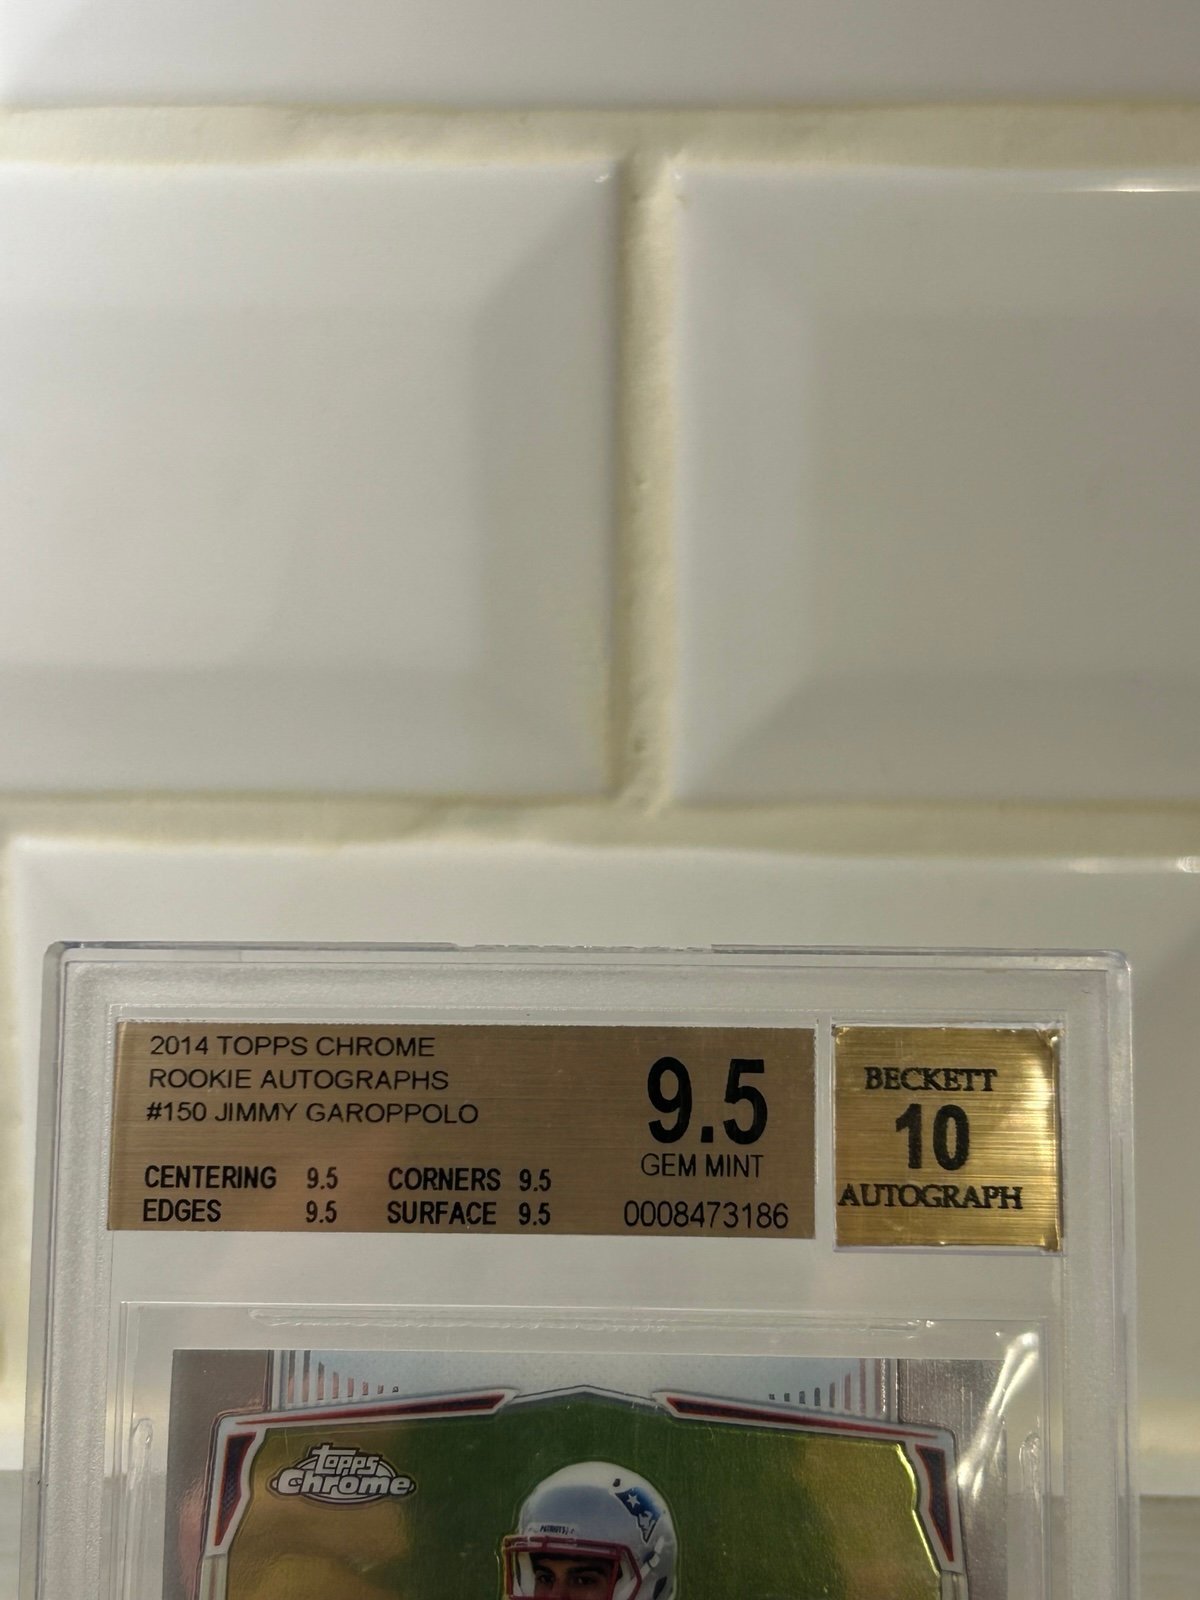 2014 TOPPS CHROME
ROOKIE AUTOGRAPHS
#150 JIMMY GAROPPOLO
9.5
GEM MINT
CENTERING 9.5 CORNERS 9.5
EDGES 9.5 SURFACE 9.5
0008473186
BECKETT
10
AUTOGRAPH
topps
Chrome
PATRIOTS